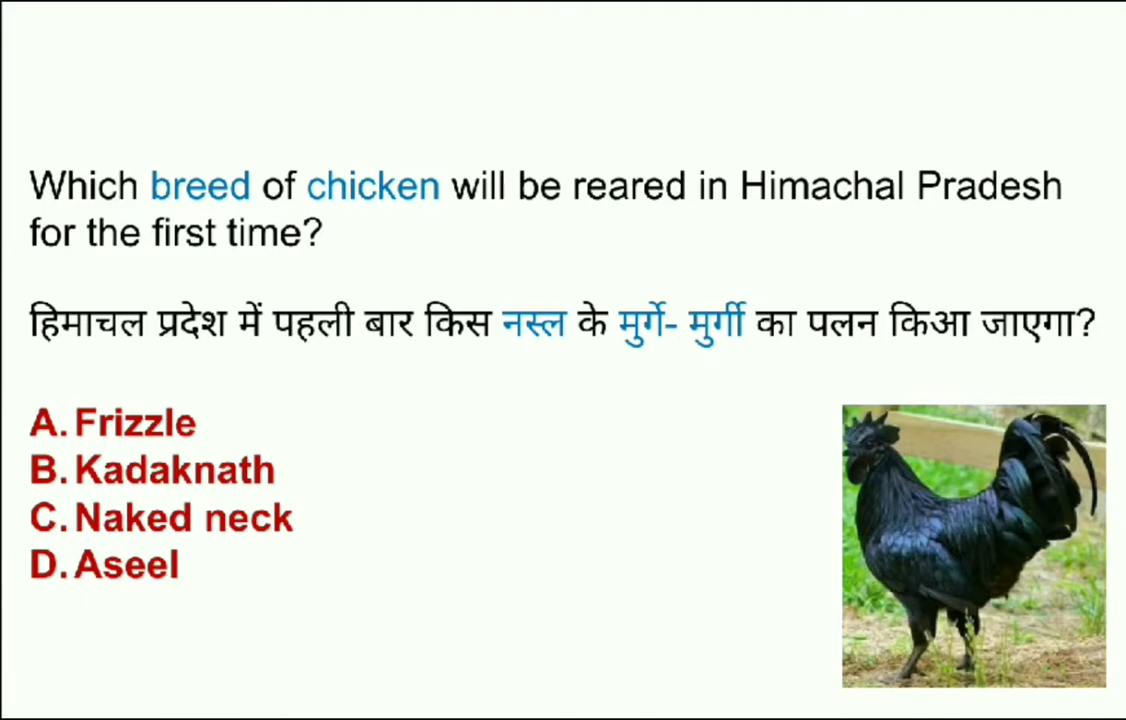 Which breed of chicken will be reared in Himachal Pradesh
for the first time?
हिमाचल प्रदेश में पहली बार किस नस्ल के मुर्गे- मुर्गी का पलन किआ जाएगा?
A. Frizzle
B. Kadaknath
C. Naked neck
D. Aseel